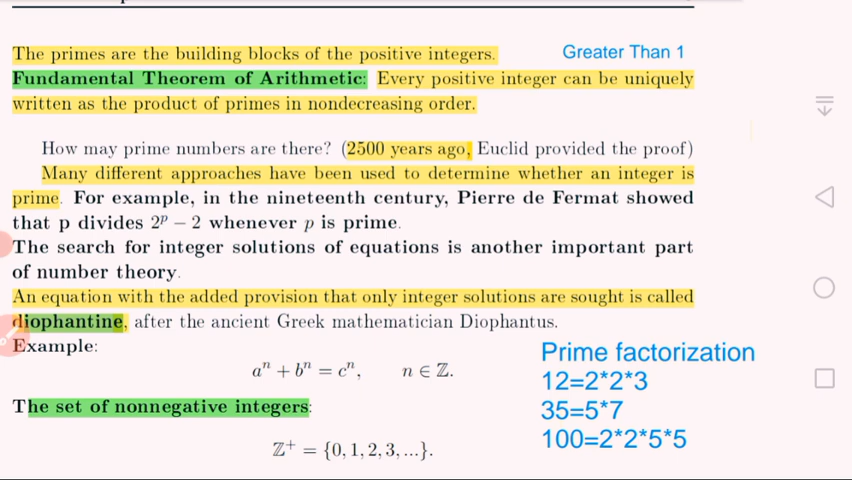 The primes are the building blocks of the positive integers.
Greater Than 1
Fundamental Theorem of Arithmetic: Every positive integer can be uniquely
written as the product of primes in nondecreasing order.
How may prime numbers are there? (2500 years ago, Euclid provided the proof)
Many different approaches have been used to determine whether an integer is
prime. For example, in the nineteenth century, Pierre de Fermat showed
that p divides 2^p − 2 whenever p is prime.
The search for integer solutions of equations is another important part
of number theory.
An equation with the added provision that only integer solutions are sought is called
diophantine, after the ancient Greek mathematician Diophantus.
Example:
a^n + b^n = c^n, n ∈ ℤ.
The set of nonnegative integers:
ℤ^+ = {0, 1, 2, 3, ...}.
Prime factorization
12=2*2*3
35=5*7
100=2*2*5*5